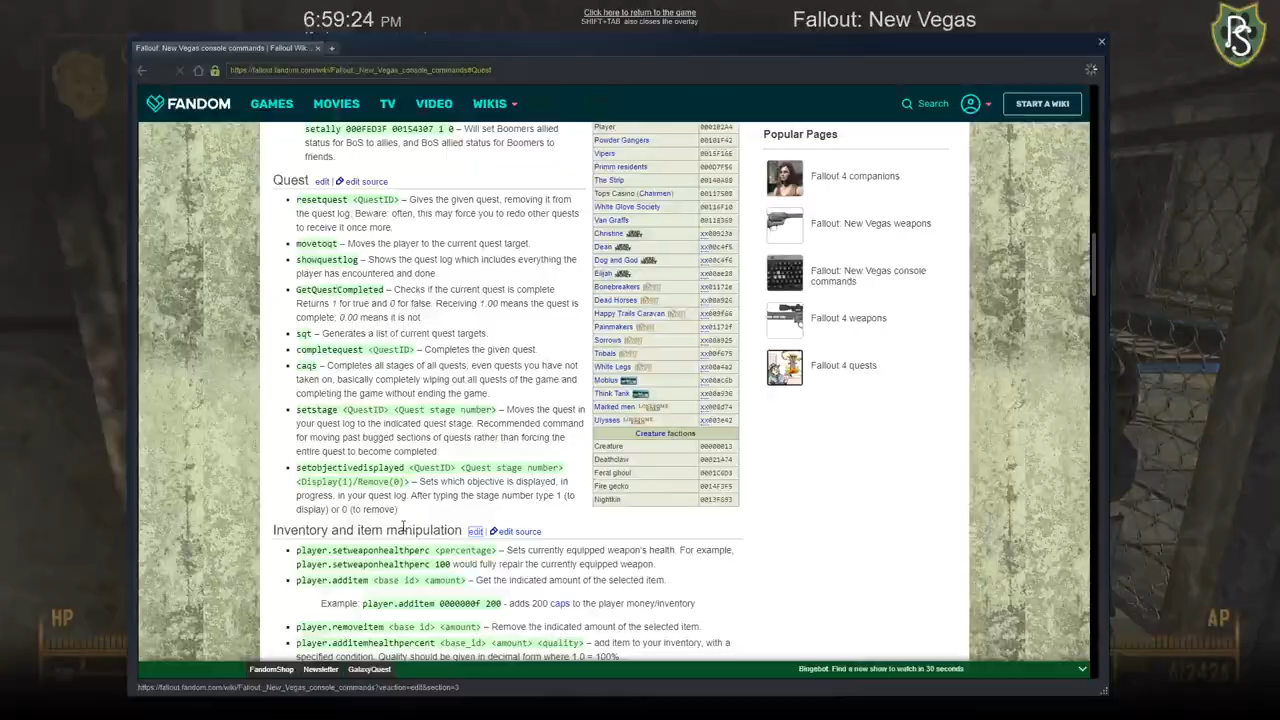 6:59:24 PM
Click here to return to the game
SHIFT+TAB also closes the overlay
Fallout: New Vegas
PS
Fallout: New Vegas console commands | Fallout Wik...
https://fallout.fandom.com/wiki/Fallout:_New_Vegas_console_commands#Quest
FANDOM GAMES MOVIES TV VIDEO WIKIS Search START A WIKI
setally 000FED3F 00154307 1 0 – Will set Boomers allied
status for BoS to allies, and BoS allied status for Boomers to
friends.
Quest edit | edit source
resetquest <QuestID> – Gives the given quest, removing it from
the quest log. Beware: often, this may force you to redo other quests
to receive it once more.
movetoqt – Moves the player to the current quest target.
showquestlog – Shows the quest log which includes everything the
player has encountered and done
GetQuestCompleted – Checks if the current quest is complete
Returns 1 for true and 0 for false. Receiving 1.00 means the quest is
complete; 0.00 means it is not.
sqt – Generates a list of current quest targets.
completequest <QuestID> – Completes the given quest.
caqs – Completes all stages of all quests, even quests you have not
taken on, basically completely wiping out all quests of the game and
completing the game without ending the game.
setstage <QuestID> <Quest stage number> – Moves the quest in
your quest log to the indicated quest stage. Recommended command
for moving past bugged sections of quests rather than forcing the
entire quest to become completed.
setobjectivedisplayed <QuestID> <Quest stage number>
<Display(1)/Remove(0)> – Sets which objective is displayed, in
progress, in your quest log. After typing the stage number type 1 (to
display) or 0 (to remove)
Player
Powder Gangers
Vipers
Primm residents
The Strip
Tops Casino (Chairmen)
White Glove Society
Van Graffs
Christine
Dean
Dog and God
Elijah
Bonebreakers
Dead Horses
Happy Trails Caravan
Painmakers
Sorrows
Tribals
White Legs
Mobius
Think Tank
Marked men
Ulysses
Creature factions
Creature 00000013
Deathclaw
Feral ghoul
Fire gecko
Nightkin
Popular Pages
Fallout 4 companions
Fallout: New Vegas weapons
Fallout: New Vegas console
commands
Fallout 4 weapons
Fallout 4 quests
Inventory and item manipulation edit | edit source
player.setweaponhealthperc <percentage> – Sets currently equipped weapon's health. For example,
player.setweaponhealthperc 100 would fully repair the currently equipped weapon.
player.additem <base id> <amount> – Get the indicated amount of the selected item.
Example: player.additem 0000000f 200 - adds 200 caps to the player money/inventory
player.removeitem <base id> <amount> – Remove the indicated amount of the selected item.
player.additemhealthpercent <base_id> <amount> <quality> – add item to your inventory, with a
specified condition. Quality should be given in decimal form where 1.0 = 100%...
FandomShop Newsletter GalaxyQuest
Blogbot. Find a new show to watch in 30 seconds
https://fallout.fandom.com/wiki/Fallout:_New_Vegas_console_commands?veaction=edit&section=3
HP
AP